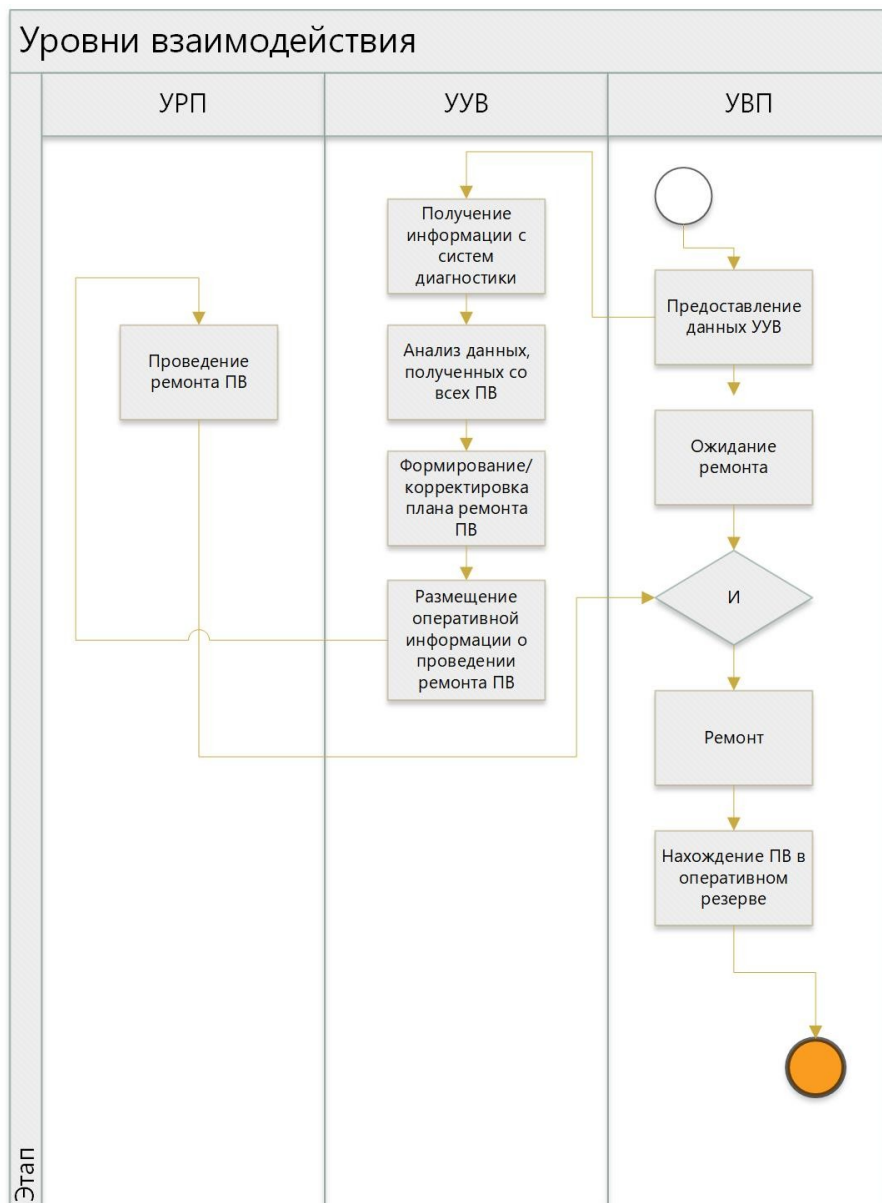 Уровни взаимодействия
УРП
УУВ
УВП
Получение
информации с
систем
диагностики
Предоставление
данных УУВ
Проведение
ремонта ПВ
Анализ данных,
полученных со
всех ПВ
Ожидание
ремонта
Формирование/
корректировка
плана ремонта
ПВ
И
Размещение
оперативной
информации о
проведении
ремонта ПВ
Ремонт
Нахождение ПВ в
оперативном
резерве
Этап